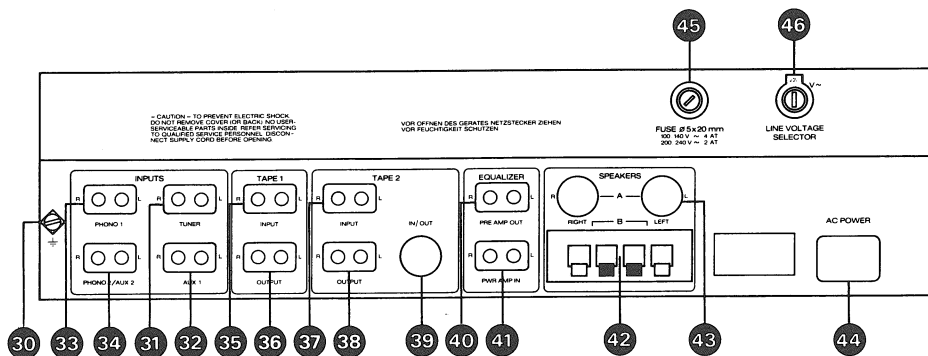 45 46
V~
- CAUTION - TO PREVENT ELECTRIC SHOCK
DO NOT REMOVE COVER (OR BACK) NO USER-
SERVICEABLE PARTS INSIDE REFER SERVICING
TO QUALIFIED SERVICE PERSONNEL DISCON-
NECT SUPPLY CORD BEFORE OPENING
VOR OFFNEN DES GERATES NETZSTECKER ZIEHEN
VOR FEUCHTIGKEIT SCHUTZEN
FUSE Ø 5 x 20 mm
100 140 V ~ 4 AT
200 240 V ~ 2 AT
LINE VOLTAGE
SELECTOR
INPUTS
R L
PHONO 1
R L
TUNER
R L
PHONO 2/AUX 2
R L
AUX 1
TAPE 1
R L
INPUT
R L
OUTPUT
TAPE 2
R L
INPUT
R L
OUTPUT
IN/OUT
EQUALIZER
R L
PRE AMP OUT
R L
PWR AMP IN
SPEAKERS
R A L
RIGHT B LEFT
AC POWER
30 33 34 31 32 35 36 37 38 39 40 41 42 43 44